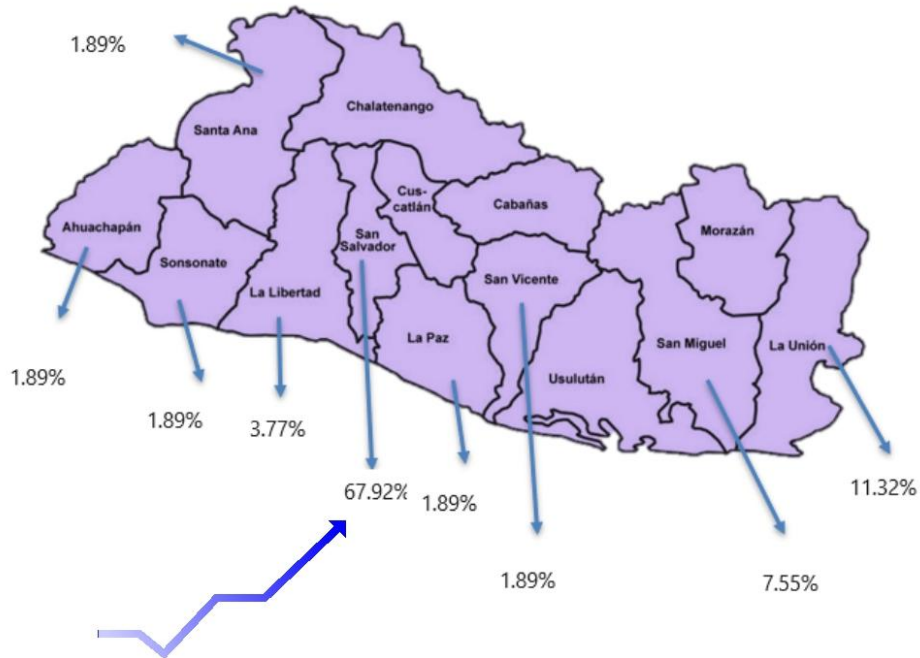 1.89%
Chalatenango
Santa Ana
Cus-
catlán
Cabañas
Ahuachapán
Morazán
San
Salvador
Sonsonate
San Vicente
La Libertad
La Paz
San Miguel
La Unión
Usulután
1.89%
1.89%
3.77%
67.92%
1.89%
11.32%
1.89%
7.55%